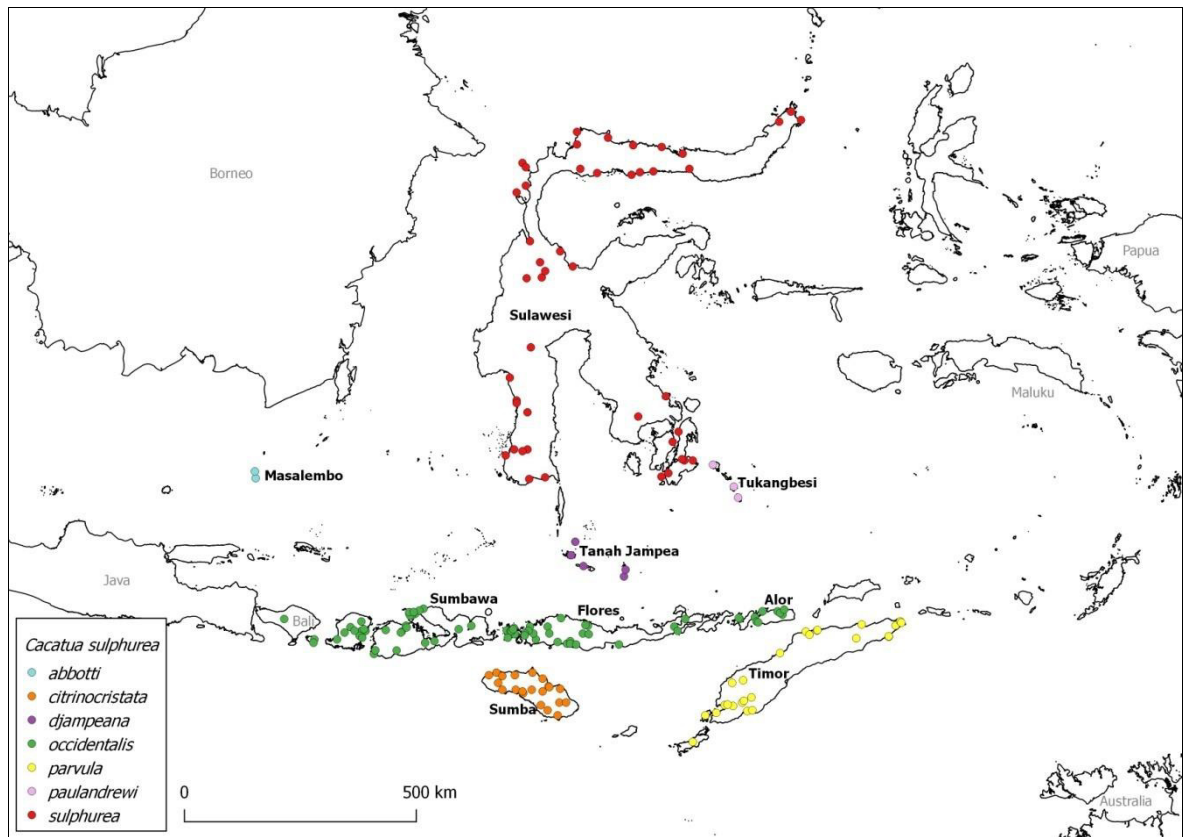 Borneo
Papua
Sulawesi
Maluku
Masalembo
Tukangbesi
Tanah Jampea
Java
Sumbawa
Flores
Alor
Bali
Timor
Sumba
Cacatua sulphurea
abbotti
citrinocristata
djampeana
occidentalis
parvula
paulandrewi
sulphurea
0 500 km
Australia